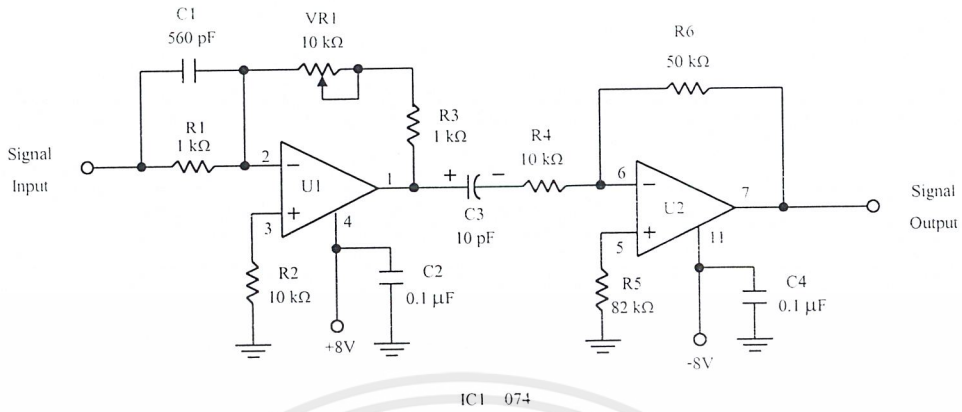 C1
560 pF
VR1
10 kΩ
R6
50 kΩ
R3
1 kΩ
R1
1 kΩ
R4
10 kΩ
Signal
Input
2
−
U1
1
+
3
4
+
−
C3
10 pF
6
−
U2
7
+
5
11
Signal
Output
R2
10 kΩ
C2
0.1 µF
+8V
R5
82 kΩ
C4
0.1 µF
-8V
IC1 074